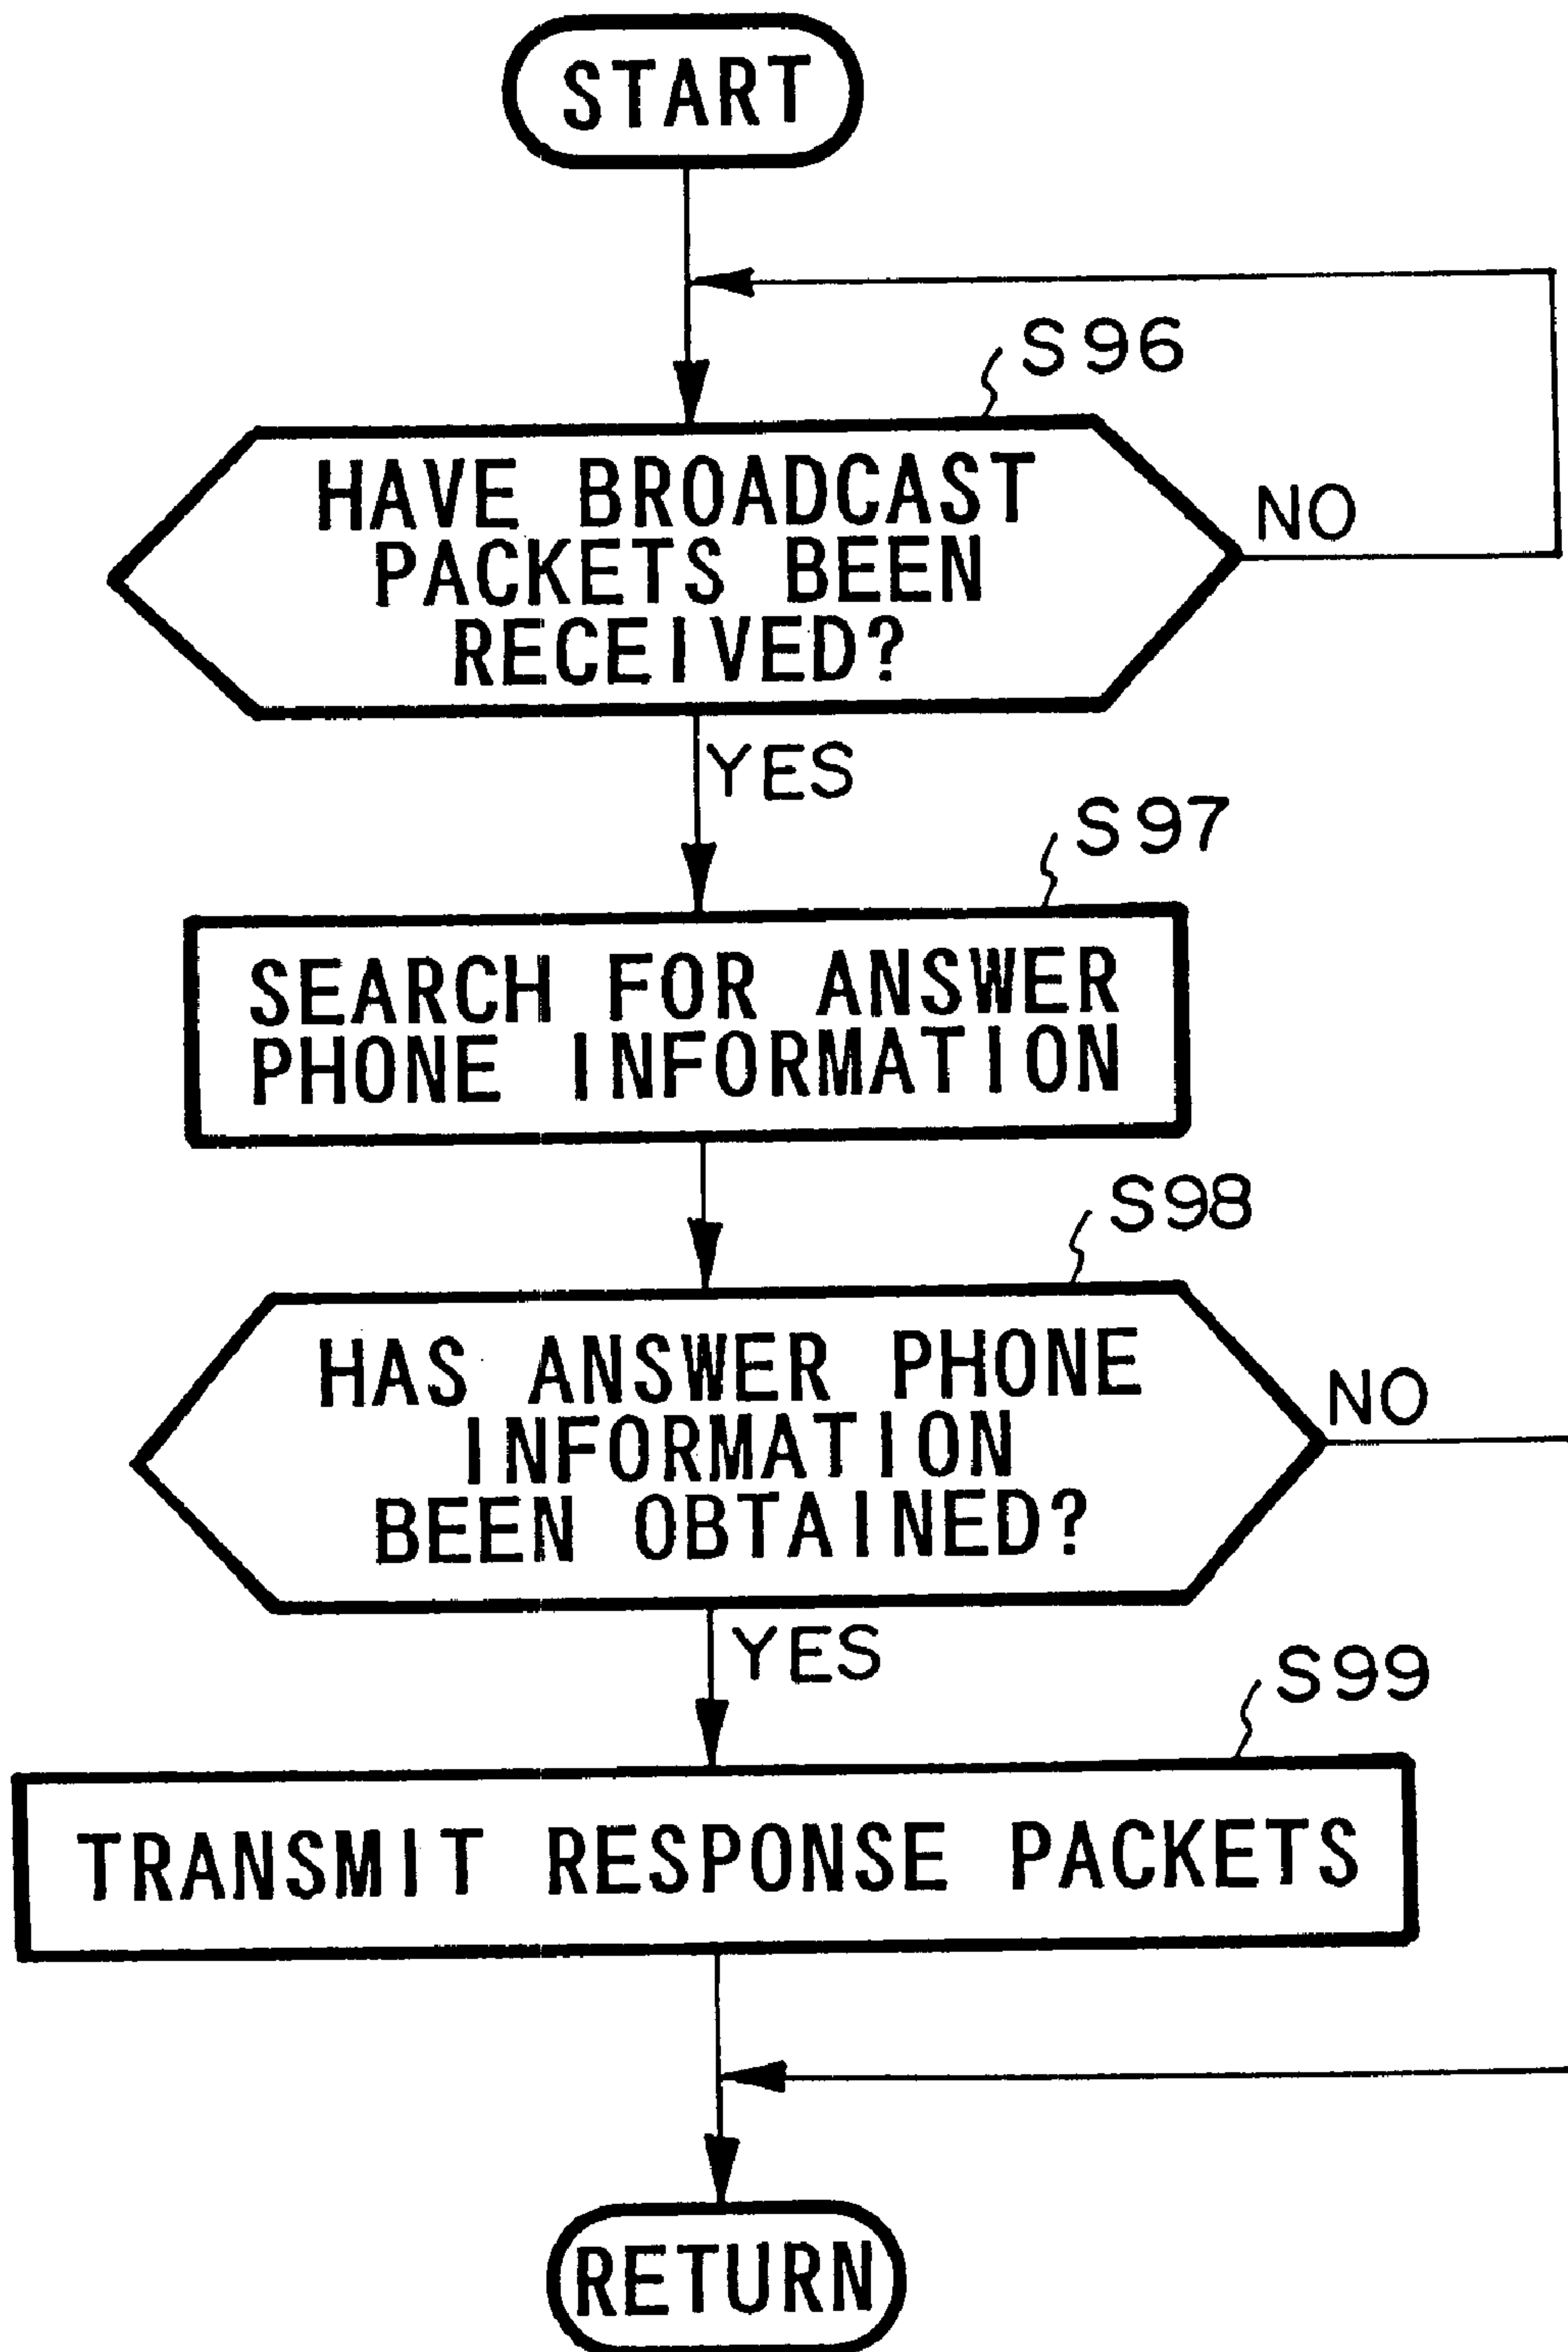 START
S96
HAVE BROADCAST
PACKETS BEEN
RECEIVED?
NO
YES
S97
SEARCH FOR ANSWER
PHONE INFORMATION
S98
HAS ANSWER PHONE
INFORMATION
BEEN OBTAINED?
NO
YES
S99
TRANSMIT RESPONSE PACKETS
RETURN